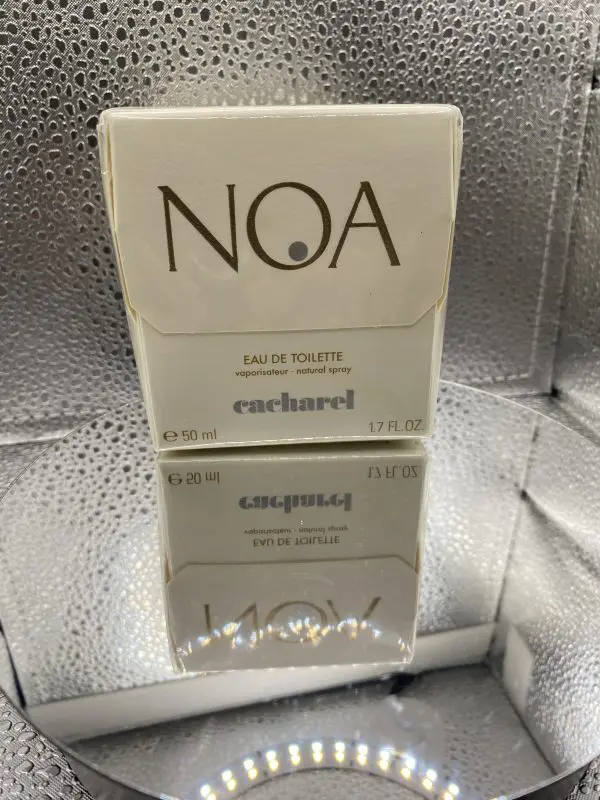 NOA
EAU DE TOILETTE
vaporisateur - natural spray
cacharel
e 50 ml 1.7 FL.OZ.